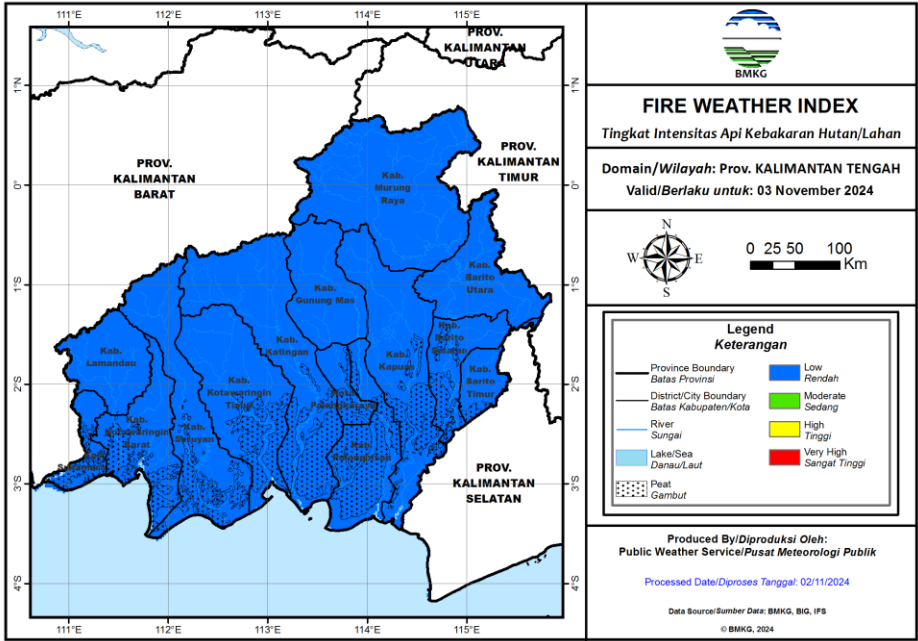 111°E 112°E 113°E 114°E 115°E
1°N
0°
1°S
2°S
3°S
4°S
1°N
0°
1°S
2°S
3°S
4°S
111°E 112°E 113°E 114°E 115°E
PROV.
KALIMANTAN
UTARA
PROV.
KALIMANTAN
BARAT
PROV.
KALIMANTAN
TIMUR
Kab.
Murung
Raya
Kab.
Barito
Utara
Kab.
Gunung Mas
Kab.
Barito
Selatan
Kab.
Katingan
Kab.
Lamandau
Kab.
Kapuas
Kab.
Barito
Timur
Kab.
Kotawaringin
Timur
Kota
Palangkaraya
Kab.
Kotawaringin
Barat
Kab.
Seruyan
Kab.
Kab.
Sukamara
PROV.
KALIMANTAN
SELATAN
BMKG
FIRE WEATHER INDEX
Tingkat Intensitas Api Kebakaran Hutan/Lahan
Domain/Wilayah: Prov. KALIMANTAN TENGAH
Valid/Berlaku untuk: 03 November 2024
N
W E
S
0 25 50 100
Km
Legend
Keterangan
Province Boundary
Batas Provinsi
District/City Boundary
Batas Kabupaten/Kota
River
Sungai
Lake/Sea
Danau/Laut
Peat
Gambut
Low
Rendah
Moderate
Sedang
High
Tinggi
Very High
Sangat Tinggi
Produced By/Diproduksi Oleh:
Public Weather Service/Pusat Meteorologi Publik
Processed Date/Diproses Tanggal: 02/11/2024
Data Source/Sumber Data: BMKG, BIG, IFS
© BMKG, 2024